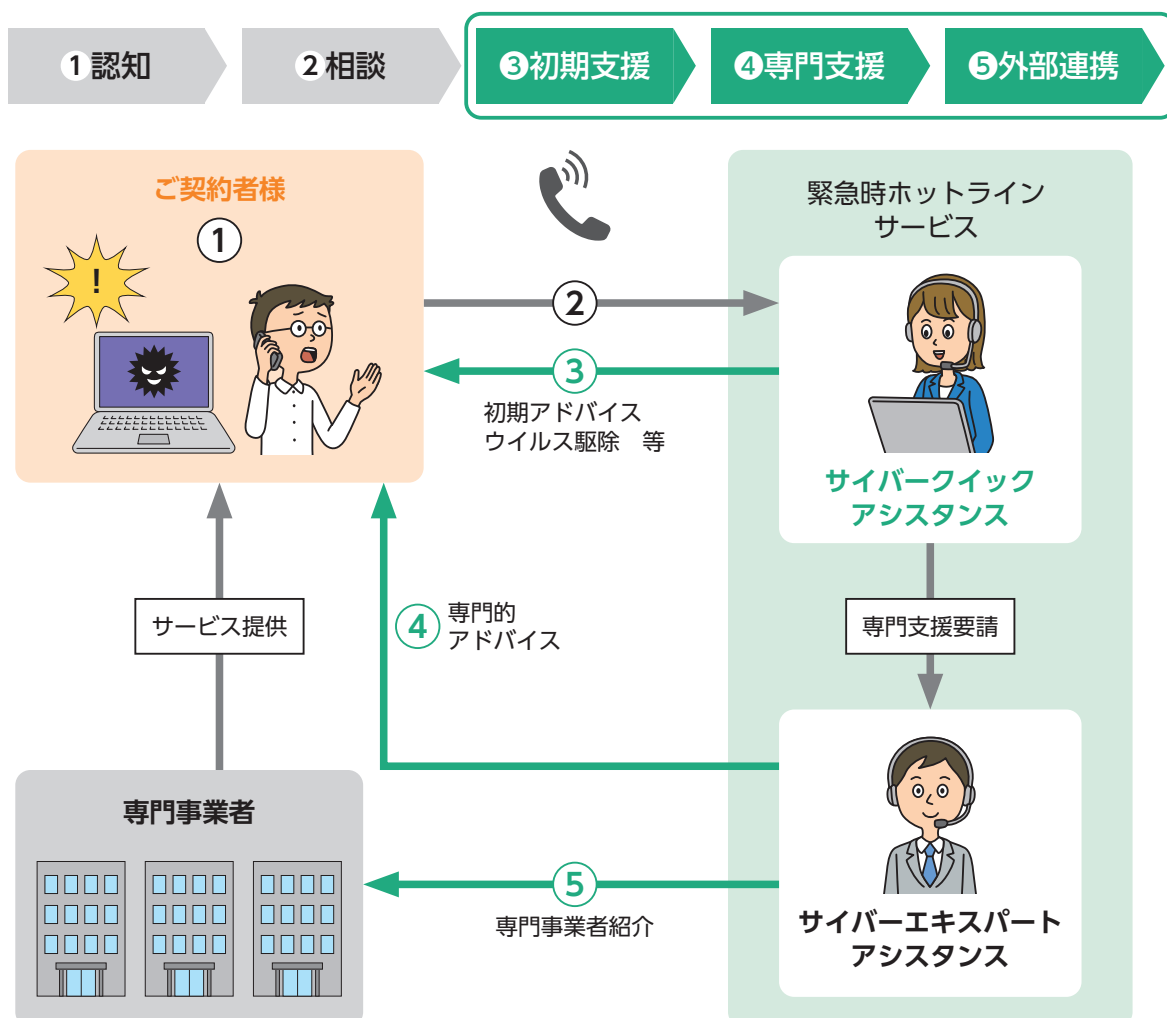 ❶認知
❷相談
❸初期支援
❹専門支援
❺外部連携
ご契約者様
①
!
②
③
初期アドバイス
ウイルス駆除　等
緊急時ホットライン
サービス
サイバークイック
アシスタンス
サービス提供
④
専門的
アドバイス
専門支援要請
専門事業者
⑤
専門事業者紹介
サイバーエキスパート
アシスタンス